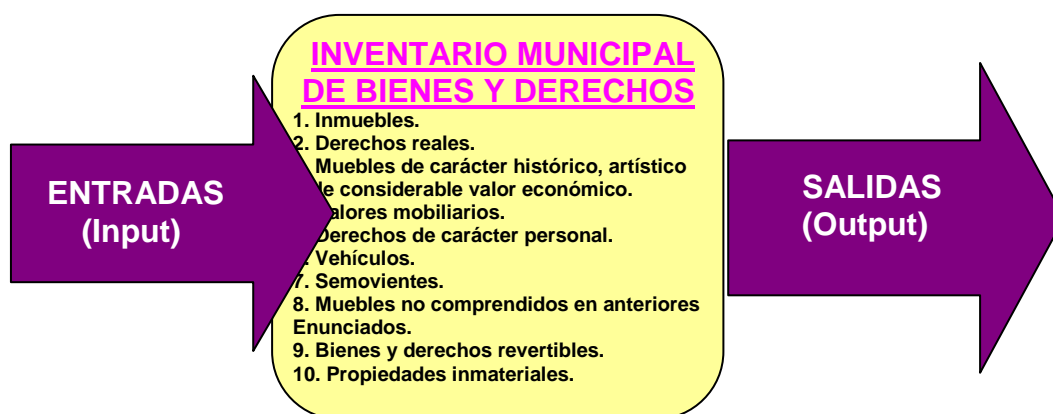 INVENTARIO MUNICIPAL
DE BIENES Y DERECHOS
1. Inmuebles.
2. Derechos reales.
Muebles de carácter histórico, artístico
de considerable valor económico.
valores mobiliarios.
Derechos de carácter personal.
Vehículos.
7. Semovientes.
8. Muebles no comprendidos en anteriores
Enunciados.
9. Bienes y derechos revertibles.
10. Propiedades inmateriales.
ENTRADAS
(Input)
SALIDAS
(Output)